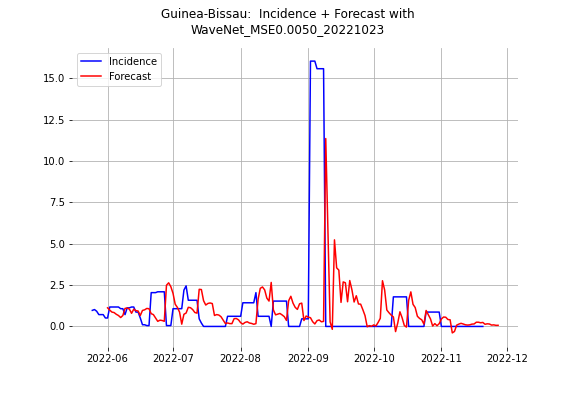 Guinea-Bissau:  Incidence + Forecast with
WaveNet_MSE0.0050_20221023
Incidence
Forecast
15.0
12.5
10.0
7.5
5.0
2.5
0.0
2022-06 2022-07 2022-08 2022-09 2022-10 2022-11 2022-12